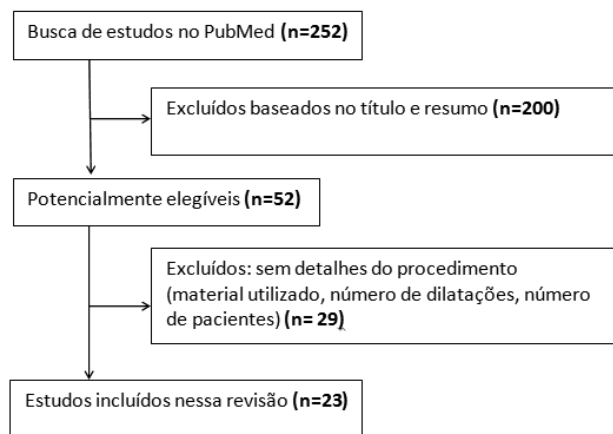 Busca de estudos no PubMed (n=252)
Excluídos baseados no título e resumo (n=200)
Potencialmente elegíveis (n=52)
Excluídos: sem detalhes do procedimento
(material utilizado, número de dilatações, número
de pacientes) (n= 29)
Estudos incluídos nessa revisão (n=23)